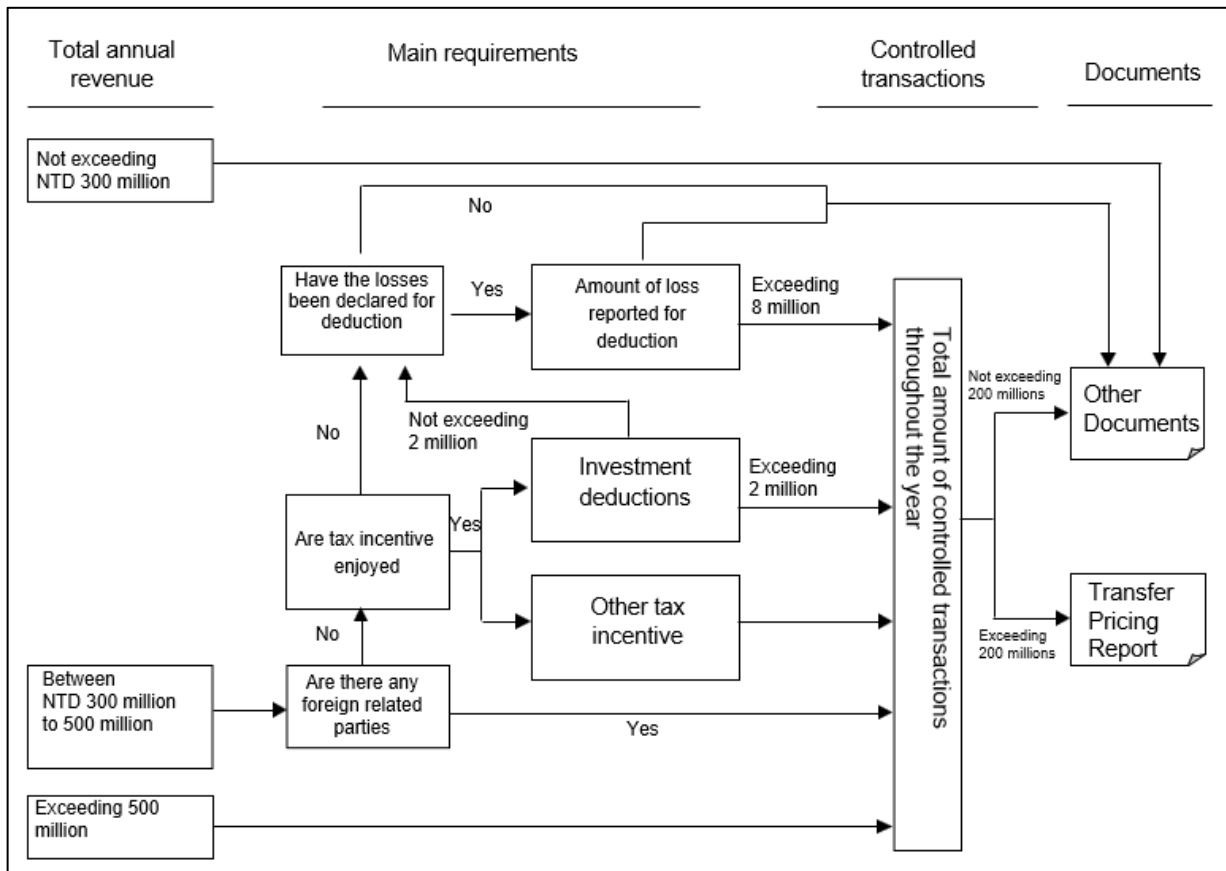 Total annual
revenue
Main requirements
Controlled
transactions
Documents
Not exceeding
NTD 300 million
No
Have the losses
been declared for
deduction
Yes
Amount of loss
reported for
deduction
Exceeding
8 million
Total amount of controlled transactions
throughout the year
Not exceeding
200 millions
Other
Documents
No
Not exceeding
2 million
Investment
deductions
Exceeding
2 million
Are tax incentive
enjoyed
Yes
Other tax
incentive
Exceeding
200 millions
Transfer
Pricing
Report
No
Between
NTD 300 million
to 500 million
Are there any
foreign related
parties
Yes
Exceeding 500
million